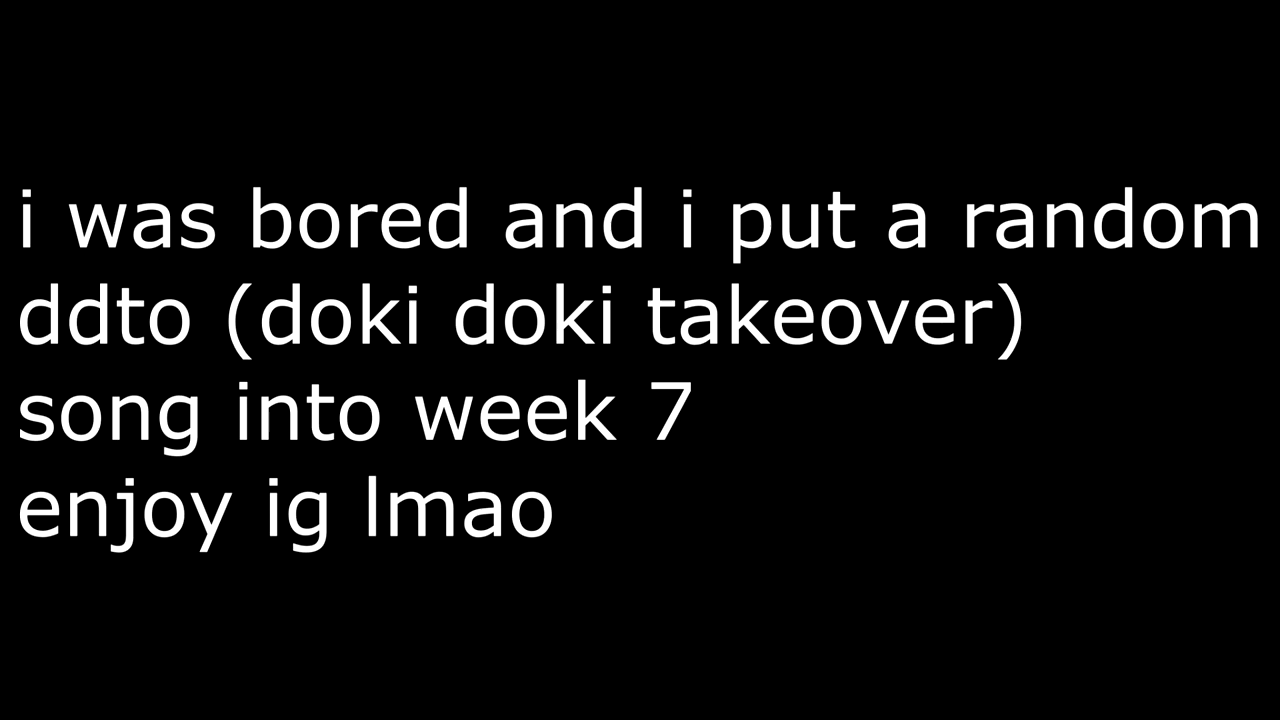 i was bored and i put a random
ddto (doki doki takeover)
song into week 7
enjoy ig lmao